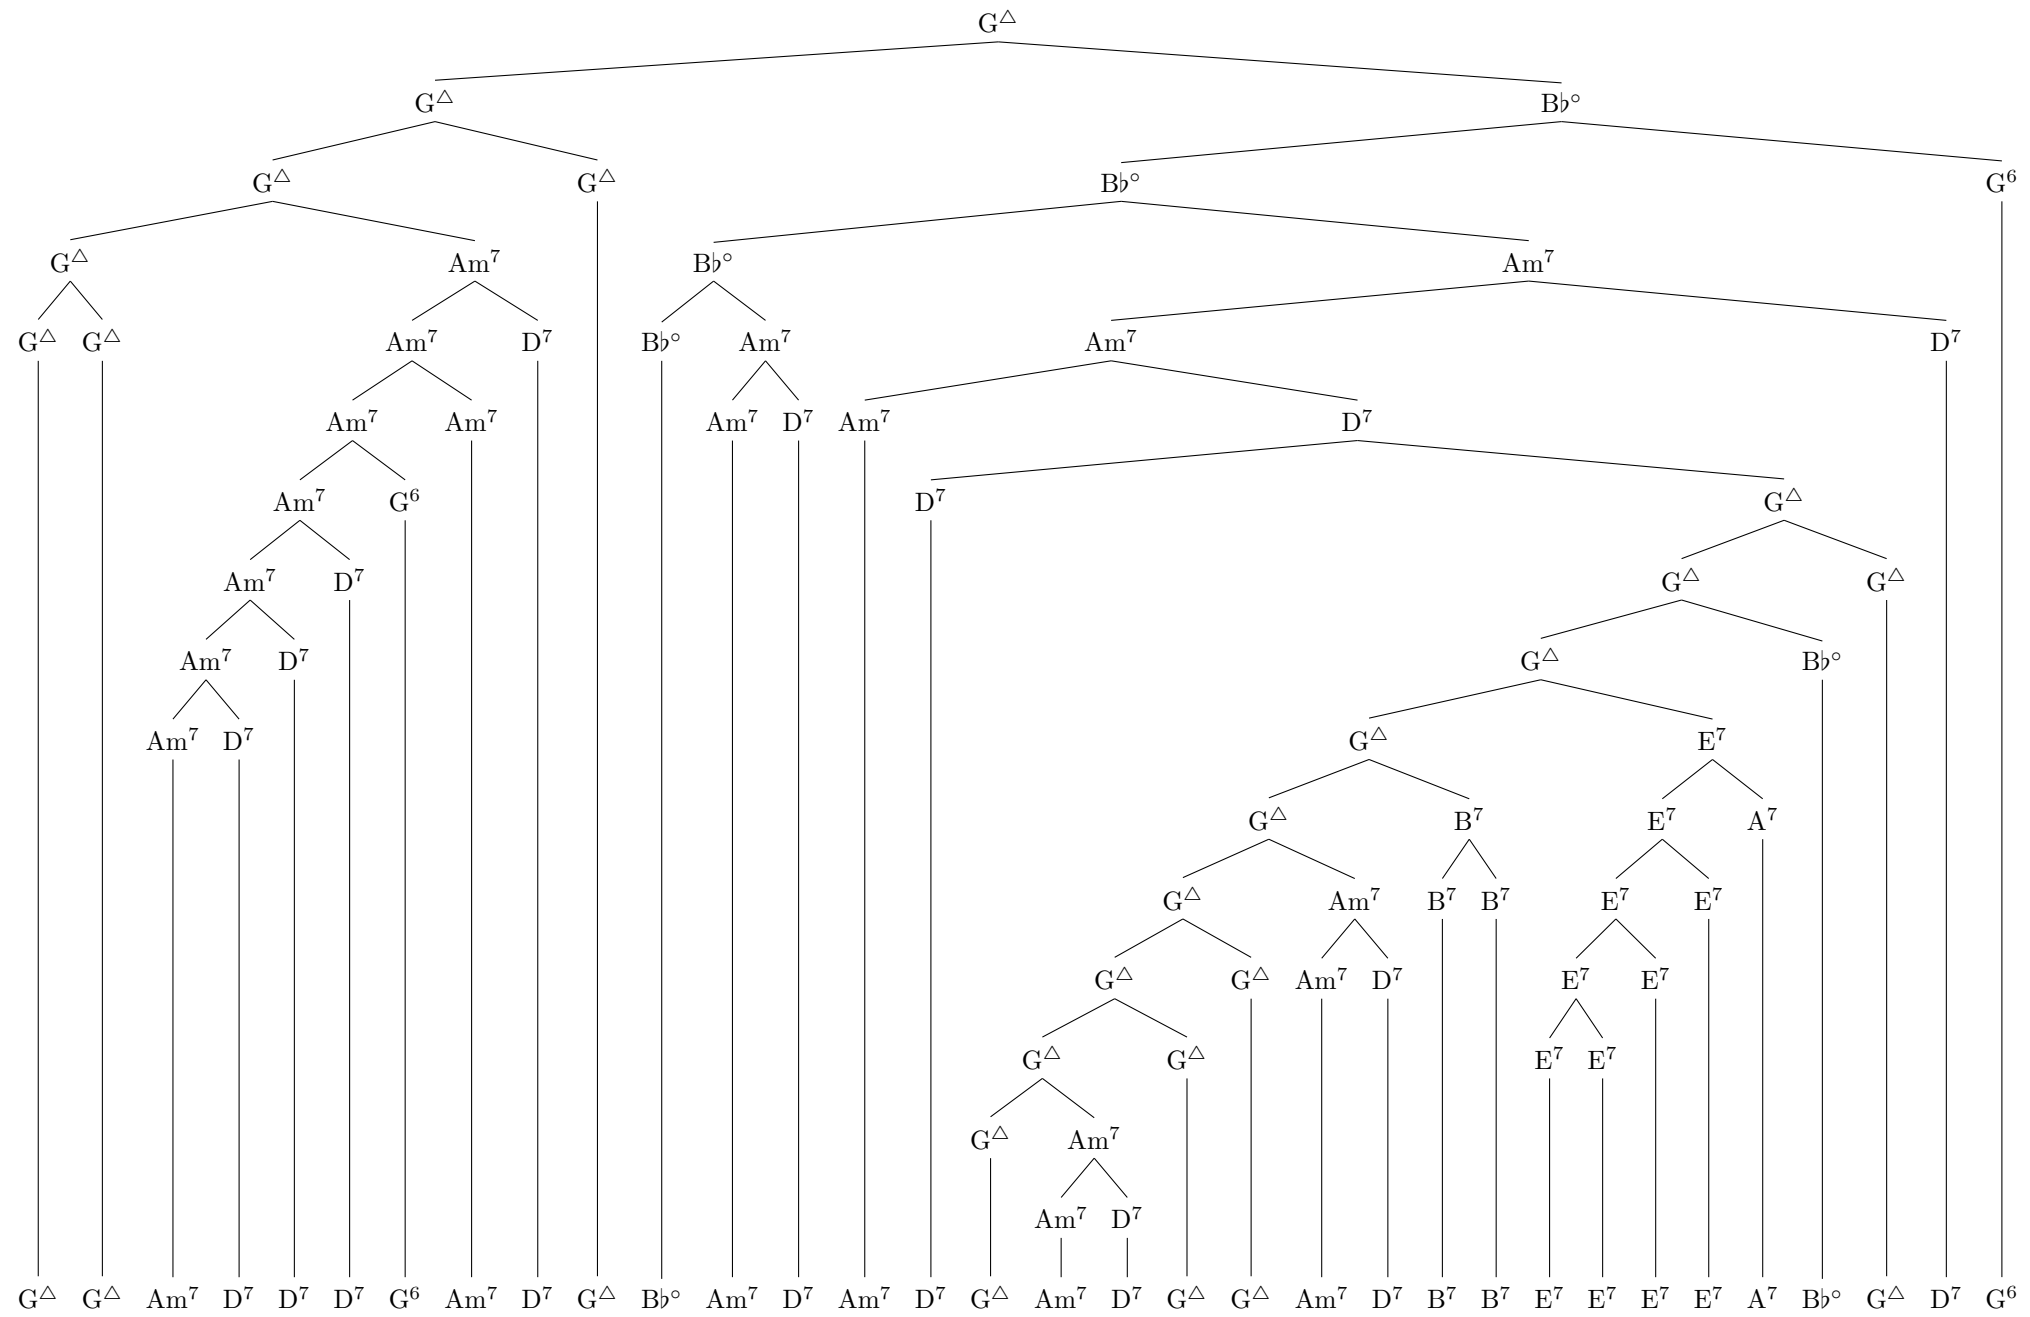 G△
G△ B♭°
G△ G△ B♭° G⁶
G△ Am⁷ B♭° Am⁷
G△ G△ Am⁷ D⁷ B♭° Am⁷ Am⁷ D⁷
Am⁷ Am⁷ Am⁷ D⁷ Am⁷ D⁷
Am⁷ G⁶ D⁷ G△
Am⁷ D⁷ G△ G△
Am⁷ D⁷ G△ B♭°
Am⁷ D⁷ G△ E⁷
G△ B⁷ E⁷ A⁷
G△ Am⁷ B⁷ B⁷ E⁷ E⁷
G△ G△ Am⁷ D⁷ E⁷ E⁷
G△ G△ E⁷ E⁷
G△ Am⁷
Am⁷ D⁷
G△ G△ Am⁷ D⁷ D⁷ D⁷ G⁶ Am⁷ D⁷ G△ B♭° Am⁷ D⁷ Am⁷ D⁷ G△ Am⁷ D⁷ G△ G△ Am⁷ D⁷ B⁷ B⁷ E⁷ E⁷ E⁷ E⁷ A⁷ B♭° G△ D⁷ G⁶